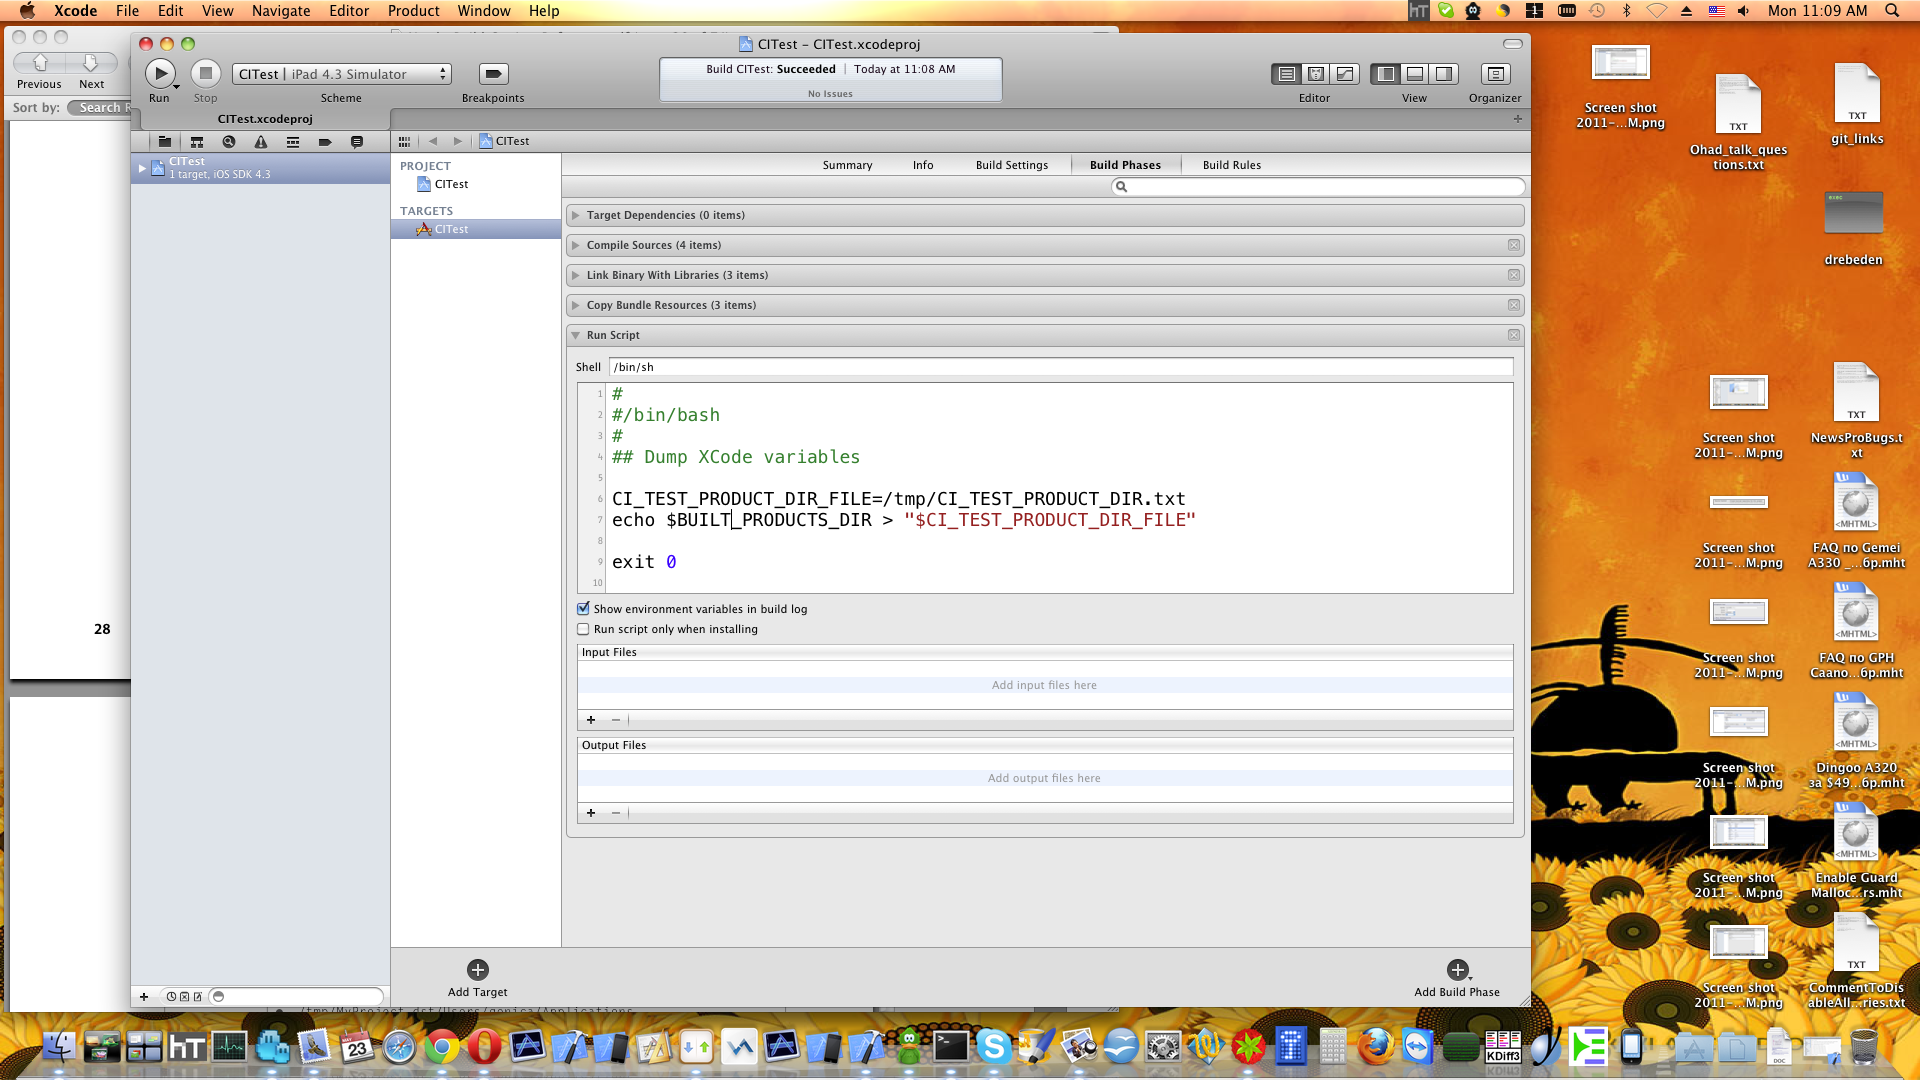 Xcode File Edit View Navigate Editor Product Window Help
Mon 11:09 AM
CITest - CITest.xcodeproj
Previous
Next
Sort by:
Search R
CITest | iPad 4.3 Simulator
Build CITest: Succeeded | Today at 11:08 AM
No Issues
Run
Stop
Scheme
Breakpoints
Editor
View
Organizer
CITest.xcodeproj
CITest
1 target, iOS SDK 4.3
CITest
PROJECT
CITest
TARGETS
CITest
Summary
Info
Build Settings
Build Phases
Build Rules
Target Dependencies (0 items)
Compile Sources (4 items)
Link Binary With Libraries (3 items)
Copy Bundle Resources (3 items)
Run Script
Shell /bin/sh
1 #
2 #/bin/bash
3 #
4 ## Dump XCode variables
5
6 CI_TEST_PRODUCT_DIR_FILE=/tmp/CI_TEST_PRODUCT_DIR.txt
7 echo $BUILT_PRODUCTS_DIR > "$CI_TEST_PRODUCT_DIR_FILE"
8
9 exit 0
10
Show environment variables in build log
Run script only when installing
Input Files
Add input files here
Output Files
Add output files here
Add Target
Add Build Phase
28
/tmp/MyProject.dst/Users/gonica/Applications
Screen shot
2011-...M.png
TXT
Ohad_talk_ques
tions.txt
TXT
git_links
exec
drebeden
Screen shot
2011-...M.png
TXT
NewsProBugs.t
xt
Screen shot
2011-...M.png
<MHTML>
FAQ по Gemei
A330 _...6p.mht
Screen shot
2011-...M.png
<MHTML>
FAQ по GPH
Caano...6p.mht
Screen shot
2011-...M.png
<MHTML>
Dingoo A320
за $49...6p.mht
Screen shot
2011-...M.png
<MHTML>
Enable Guard
Malloc...rs.mht
Screen shot
2011-...M.png
TXT
CommentToDis
ableAll...ries.txt
hT
23
KDiff3
DOC